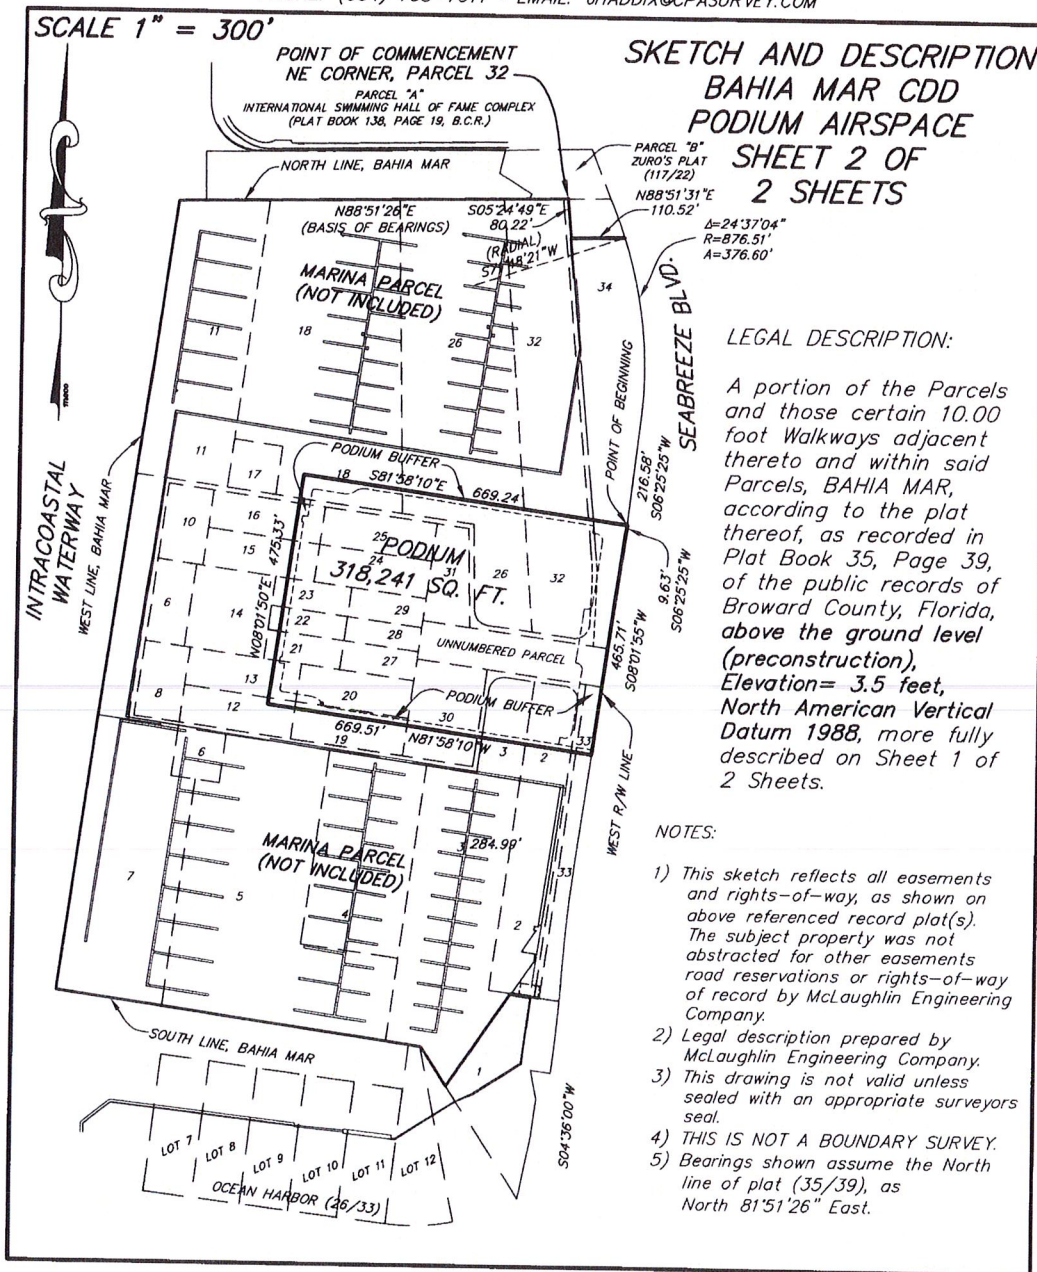 EMAIL: JHADDIX@CPASURVEY.COM
SCALE 1" = 300'
SKETCH AND DESCRIPTION
BAHIA MAR CDD
PODIUM AIRSPACE
SHEET 2 OF
2 SHEETS
POINT OF COMMENCEMENT
NE CORNER, PARCEL 32
PARCEL "A"
INTERNATIONAL SWIMMING HALL OF FAME COMPLEX
(PLAT BOOK 138, PAGE 19, B.C.R.)
PARCEL "B"
ZURO'S PLAT
(117/22)
NORTH LINE, BAHIA MAR
N88°51'31"E
110.52'
N88°51'26"E
(BASIS OF BEARINGS)
S05°24'49"E
80.22'
(RADIAL)
48'21"W
Δ=24°37'04"
R=876.51'
A=376.60'
MARINA PARCEL
(NOT INCLUDED)
11
18
26
32
34
SEABREEZE BLVD.
POINT OF BEGINNING
216.58'
S06°25'25"W
9.63'
S06°25'25"W
465.71'
S08°01'55"W
WEST R/W LINE
INTRACOASTAL
WATERWAY
WEST LINE, BAHIA MAR
PODIUM BUFFER
S81°58'10"E 669.24'
11
17
18
10
16
15
6
14
8
13
12
N08°01'50"E 475.33'
25
PODIUM
24
31
318,241 SQ. FT.
26
32
23
29
22
28
21
27
UNNUMBERED PARCEL
20
PODIUM BUFFER
30
669.51'
N81°58'10"W
19
3
2
33
6
MARINA PARCEL
(NOT INCLUDED)
7
5
4
3
284.99'
2
33
1
SOUTH LINE, BAHIA MAR
S04°36'00"W
LOT 7
LOT 8
LOT 9
LOT 10
LOT 11
LOT 12
OCEAN HARBOR (26/33)
LEGAL DESCRIPTION:
A portion of the Parcels
and those certain 10.00
foot Walkways adjacent
thereto and within said
Parcels, BAHIA MAR,
according to the plat
thereof, as recorded in
Plat Book 35, Page 39,
of the public records of
Broward County, Florida,
above the ground level
(preconstruction),
Elevation= 3.5 feet,
North American Vertical
Datum 1988, more fully
described on Sheet 1 of
2 Sheets.
NOTES:
1) This sketch reflects all easements
and rights-of-way, as shown on
above referenced record plat(s).
The subject property was not
abstracted for other easements
road reservations or rights-of-way
of record by McLaughlin Engineering
Company.
2) Legal description prepared by
McLaughlin Engineering Company.
3) This drawing is not valid unless
sealed with an appropriate surveyors
seal.
4) THIS IS NOT A BOUNDARY SURVEY.
5) Bearings shown assume the North
line of plat (35/39), as
North 81°51'26" East.